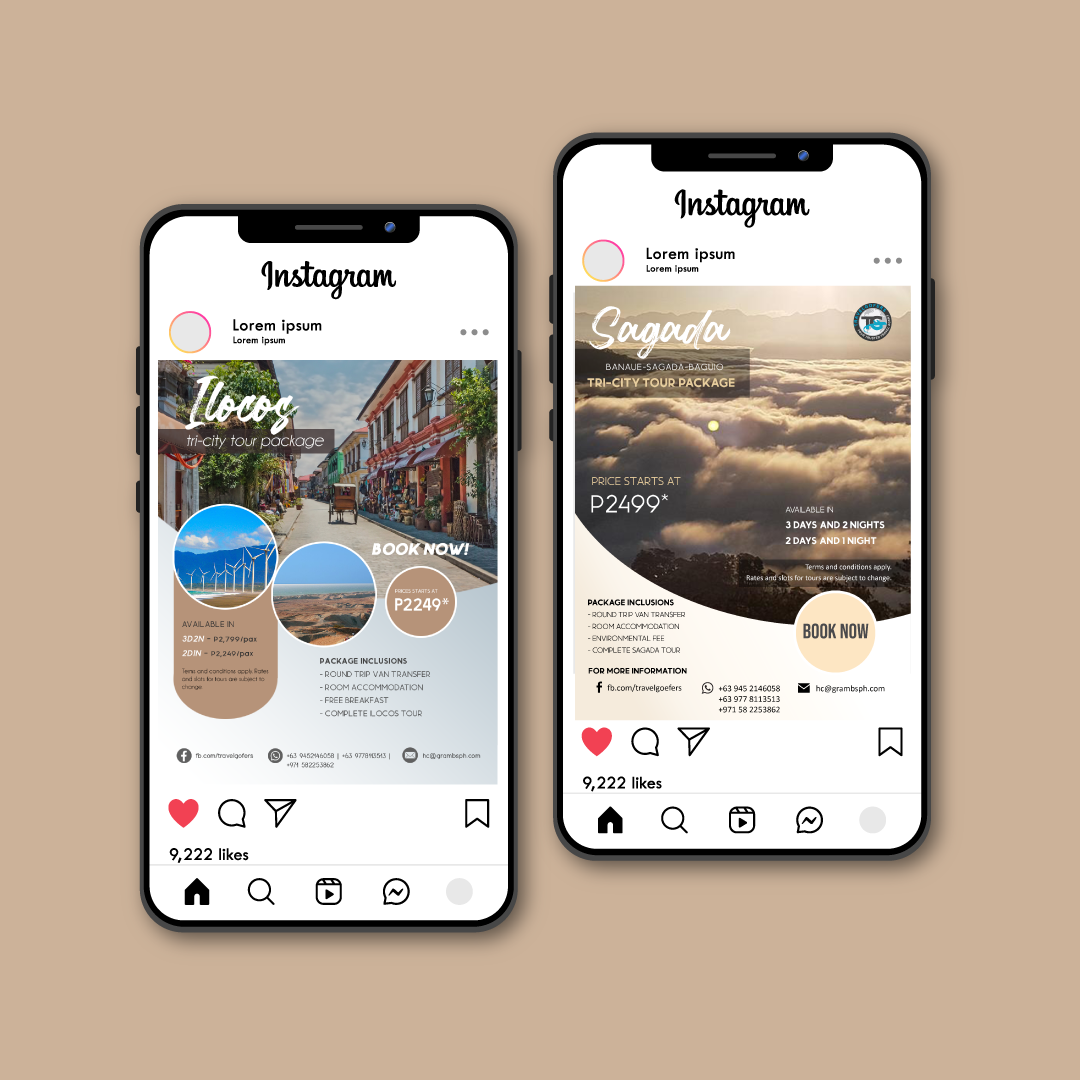 Instagram
Lorem ipsum
Lorem ipsum
Ilocos
tri-city tour package
BOOK NOW!
PRICES STARTS AT
P2249*
AVAILABLE IN
3D2N - P2,799/pax
2D1N - P2,249/pax
Terms and conditions apply. Rates
and slots for tours are subject to
change
PACKAGE INCLUSIONS
- ROUND TRIP VAN TRANSFER
- ROOM ACCOMMODATION
- FREE BREAKFAST
- COMPLETE ILOCOS TOUR
fb.com/travelgofers
+63 9452146058 | +63 9778113513 |
+971 582253862
hc@grambsph.com
9,222 likes
Instagram
Lorem ipsum
Lorem ipsum
Sagada
BANAUE-SAGADA-BAGUIO
TRI-CITY TOUR PACKAGE
TG
PRICE STARTS AT
P2499*
AVAILABLE IN
3 DAYS AND 2 NIGHTS
2 DAYS AND 1 NIGHT
Terms and conditions apply.
Rates and slots for tours are subject to change.
BOOK NOW
PACKAGE INCLUSIONS
- ROUND TRIP VAN TRANSFER
- ROOM ACCOMMODATION
- ENVIRONMENTAL FEE
- COMPLETE SAGADA TOUR
FOR MORE INFORMATION
fb.com/travelgoefers
+63 945 2146058
+63 977 8113513
+971 58 2253862
hc@grambsph.com
9,222 likes